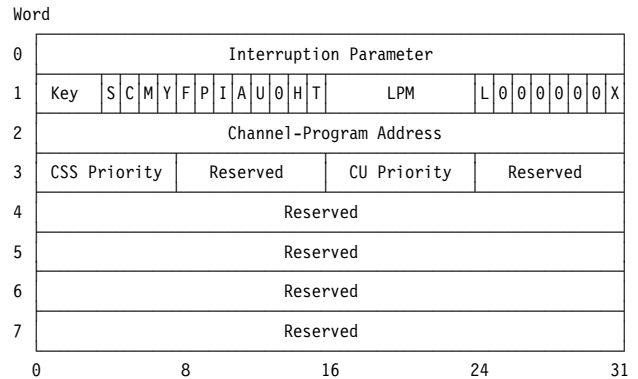 Word
0 Interruption Parameter
1 Key S C M Y F P I A U 0 H T LPM L 0 0 0 0 0 0 X
2 Channel-Program Address
3 CSS Priority Reserved CU Priority Reserved
4 Reserved
5 Reserved
6 Reserved
7 Reserved
0 8 16 24 31